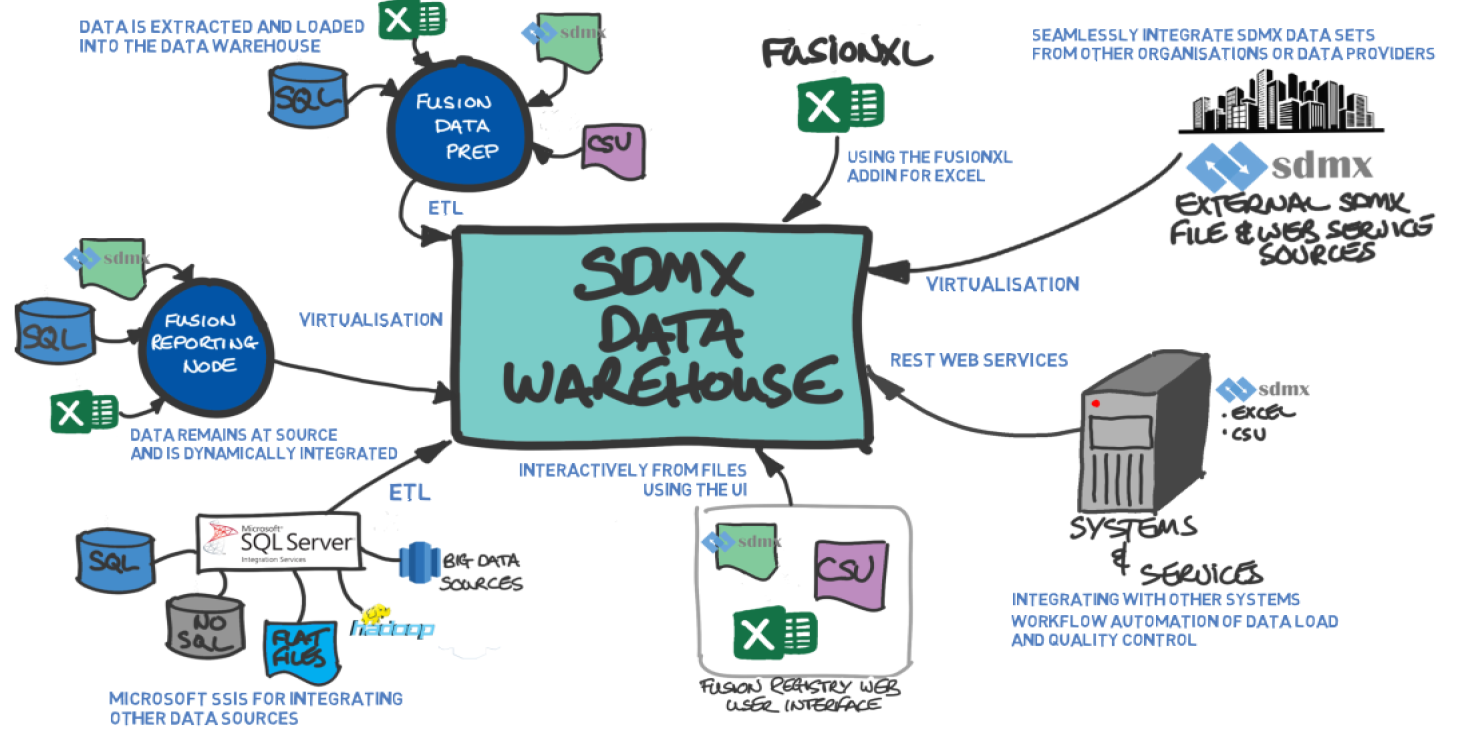 DATA IS EXTRACTED AND LOADED
INTO THE DATA WAREHOUSE
sdmx
SQL
FUSION
DATA
PREP
CSV
ETL
FUSIONXL
USING THE FUSIONXL
ADDIN FOR EXCEL
SEAMLESSLY INTEGRATE SDMX DATA SETS
FROM OTHER ORGANISATIONS OR DATA PROVIDERS
sdmx
EXTERNAL SDMX
FILE & WEB SERVICE
SOURCES
VIRTUALISATION
SDMX
DATA
WAREHOUSE
sdmx
SQL
FUSION
REPORTING
NODE
VIRTUALISATION
DATA REMAINS AT SOURCE
AND IS DYNAMICALLY INTEGRATED
REST WEB SERVICES
sdmx
· EXCEL
· CSV
SYSTEMS
&
SERVICES
INTEGRATING WITH OTHER SYSTEMS
WORKFLOW AUTOMATION OF DATA LOAD
AND QUALITY CONTROL
ETL
Microsoft
SQL Server
Integration Services
SQL
NO
SQL
FLAT
FILES
hadoop
BIG DATA
SOURCES
MICROSOFT SSIS FOR INTEGRATING
OTHER DATA SOURCES
INTERACTIVELY FROM FILES
USING THE UI
sdmx
CSV
FUSION REGISTRY WEB
USER INTERFACE